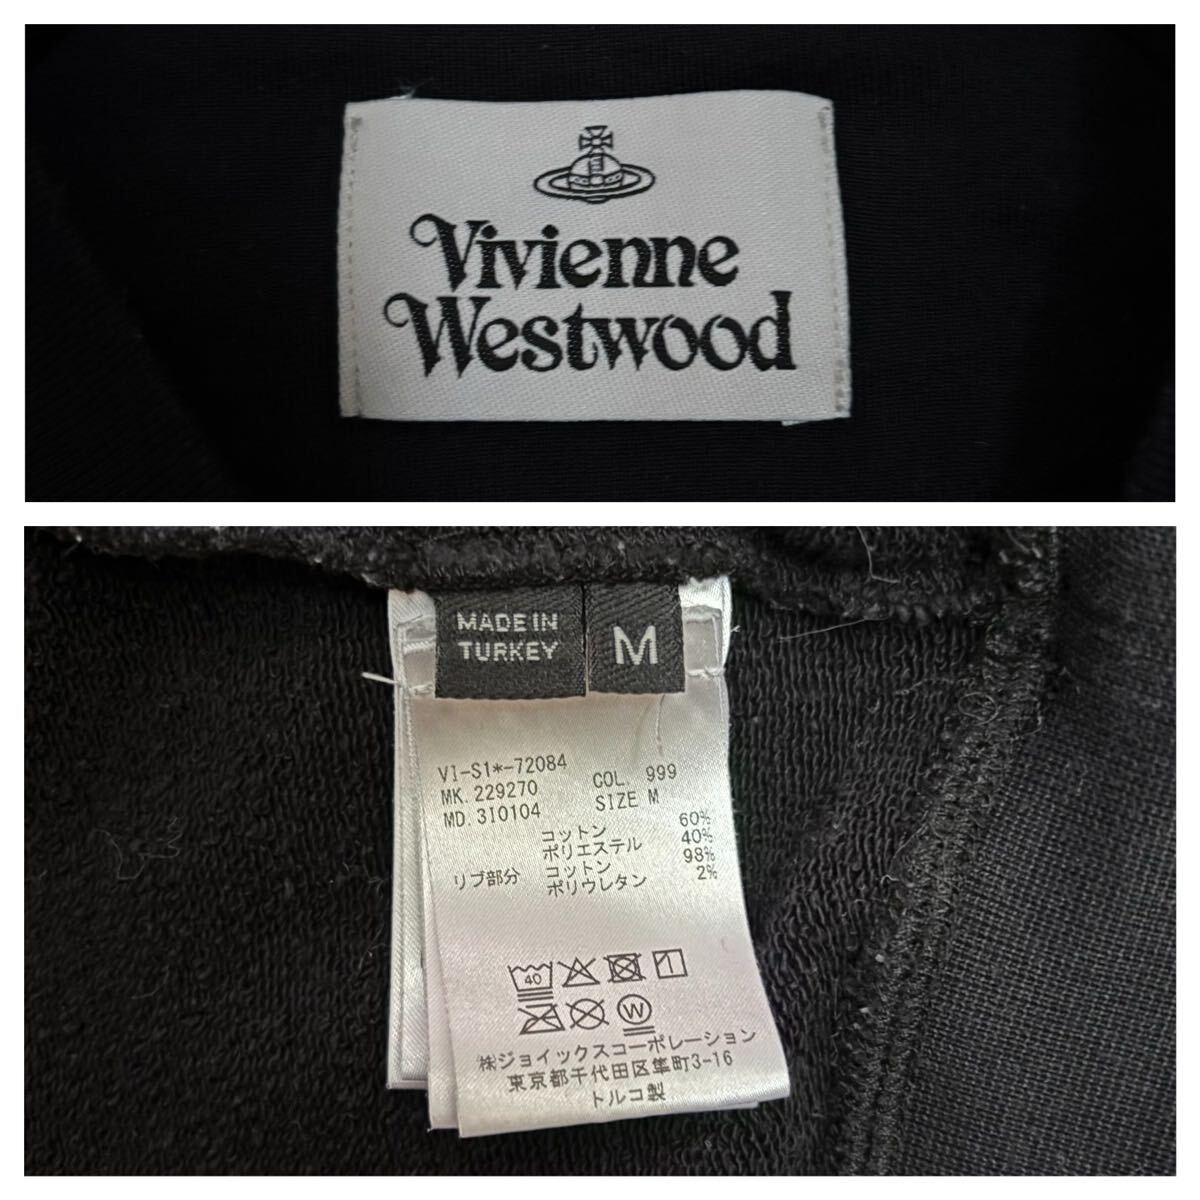 Vivienne
Westwood
MADE IN
TURKEY
M
VI-S1*-72084
MK. 229270
MD. 3I0104
COL. 999
SIZE M
コットン 60%
ポリエステル 40%
リブ部分 コットン 98%
ポリウレタン 2%
40
1
W
㈱ジョイックスコーポレーション
東京都千代田区隼町3-16
トルコ製